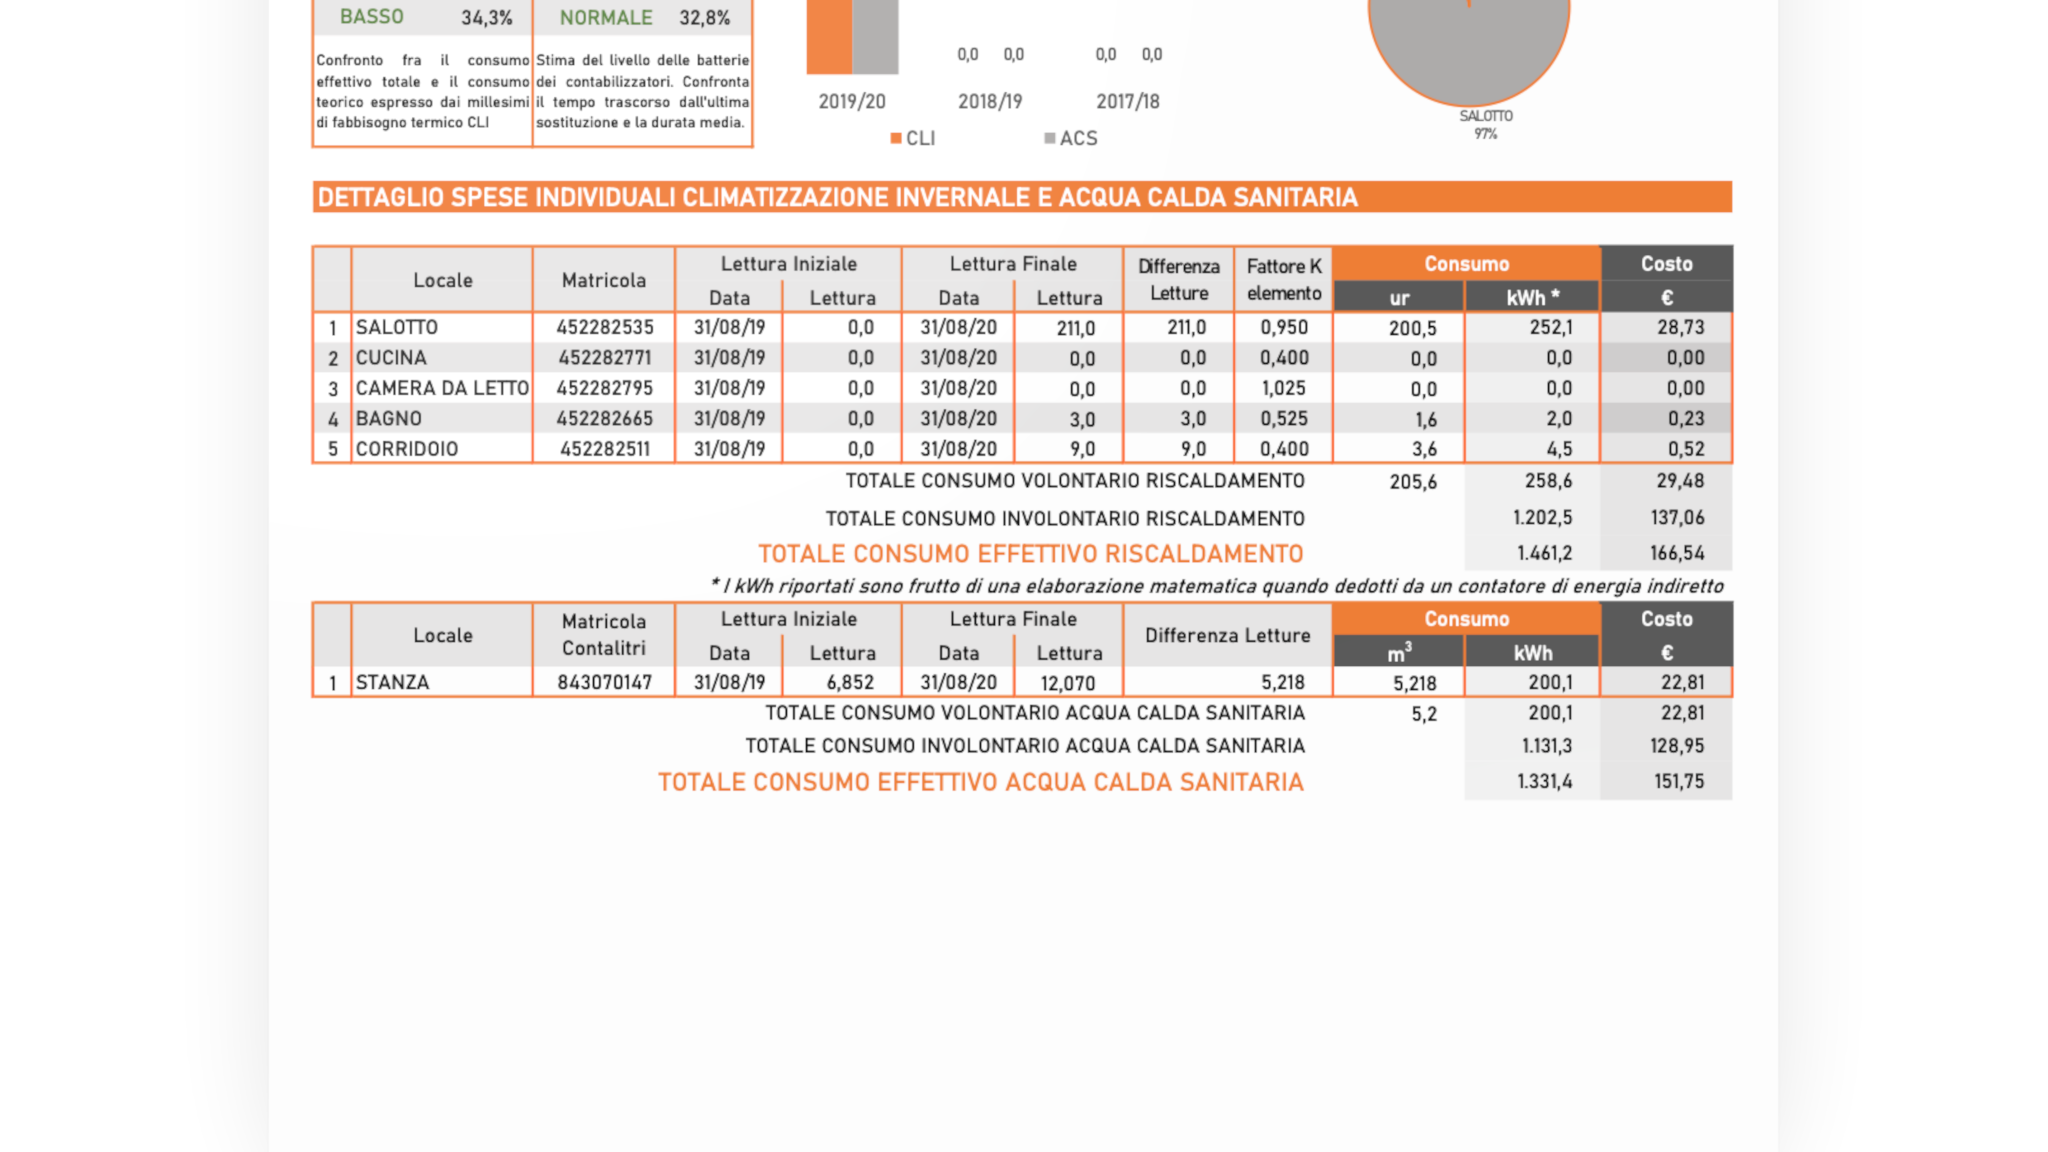 BASSO 34,3% NORMALE 32,8%
Confronto fra il consumo
effettivo totale e il consumo
teorico espresso dai millesimi
di fabbisogno termico CLI
Stima del livello delle batterie
dei contabilizzatori. Confronta
il tempo trascorso dall'ultima
sostituzione e la durata media.
0,0 0,0 0,0 0,0
2019/20 2018/19 2017/18
CLI ACS
SALOTTO
97%
DETTAGLIO SPESE INDIVIDUALI CLIMATIZZAZIONE INVERNALE E ACQUA CALDA SANITARIA
Locale Matricola Lettura Iniziale Lettura Finale Differenza Letture Fattore K elemento Consumo Costo
Data Lettura Data Lettura ur kWh * €
1 SALOTTO 452282535 31/08/19 0,0 31/08/20 211,0 211,0 0,950 200,5 252,1 28,73
2 CUCINA 452282771 31/08/19 0,0 31/08/20 0,0 0,0 0,400 0,0 0,0 0,00
3 CAMERA DA LETTO 452282795 31/08/19 0,0 31/08/20 0,0 0,0 1,025 0,0 0,0 0,00
4 BAGNO 452282665 31/08/19 0,0 31/08/20 3,0 3,0 0,525 1,6 2,0 0,23
5 CORRIDOIO 452282511 31/08/19 0,0 31/08/20 9,0 9,0 0,400 3,6 4,5 0,52
TOTALE CONSUMO VOLONTARIO RISCALDAMENTO 205,6 258,6 29,48
TOTALE CONSUMO INVOLONTARIO RISCALDAMENTO 1.202,5 137,06
TOTALE CONSUMO EFFETTIVO RISCALDAMENTO 1.461,2 166,54
* I kWh riportati sono frutto di una elaborazione matematica quando dedotti da un contatore di energia indiretto
Locale Matricola Contalitri Lettura Iniziale Lettura Finale Differenza Letture Consumo Costo
Data Lettura Data Lettura m³ kWh €
1 STANZA 843070147 31/08/19 6,852 31/08/20 12,070 5,218 5,218 200,1 22,81
TOTALE CONSUMO VOLONTARIO ACQUA CALDA SANITARIA 5,2 200,1 22,81
TOTALE CONSUMO INVOLONTARIO ACQUA CALDA SANITARIA 1.131,3 128,95
TOTALE CONSUMO EFFETTIVO ACQUA CALDA SANITARIA 1.331,4 151,75